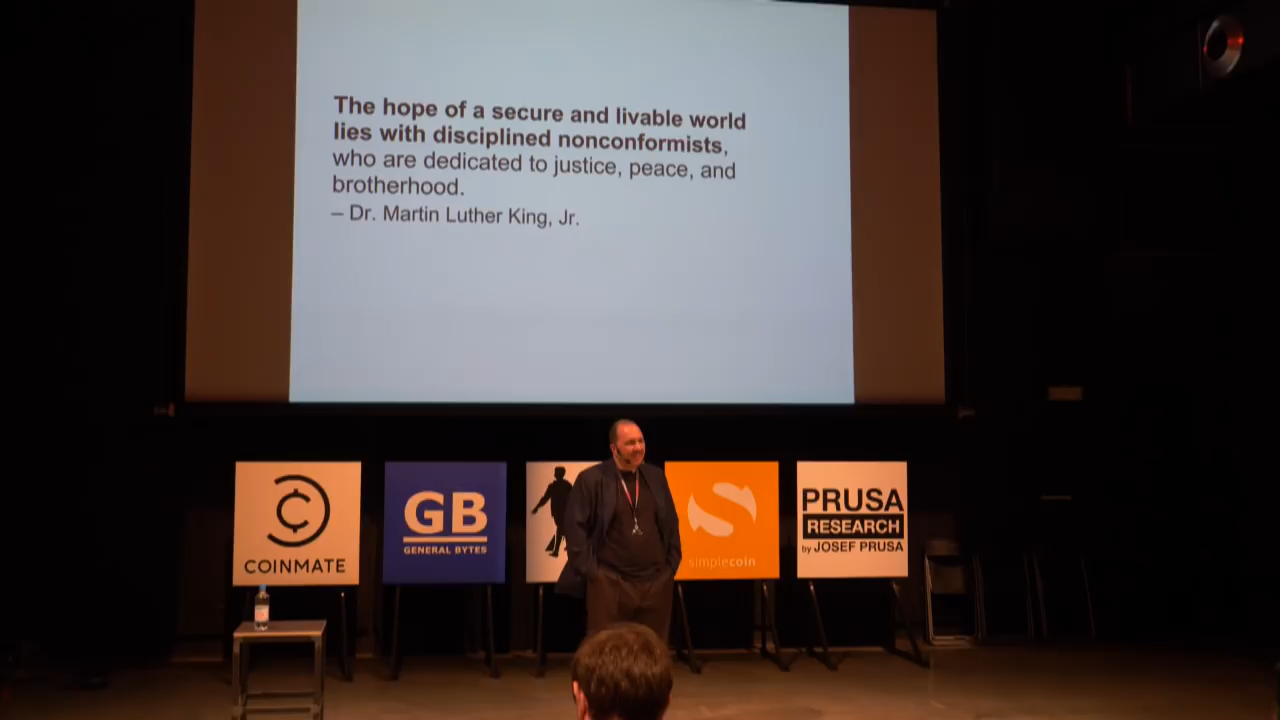 The hope of a secure and livable world
lies with disciplined nonconformists,
who are dedicated to justice, peace, and
brotherhood.
– Dr. Martin Luther King, Jr.
COINMATE
GB
GENERAL BYTES
simplecoin
PRUSA
RESEARCH
by JOSEF PRUSA